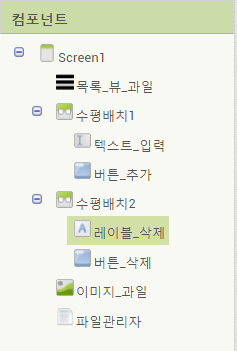 컴포넌트
Screen1
목록_뷰_과일
수평배치1
텍스트_입력
버튼_추가
수평배치2
A 레이블_삭제
버튼_삭제
이미지_과일
파일관리자